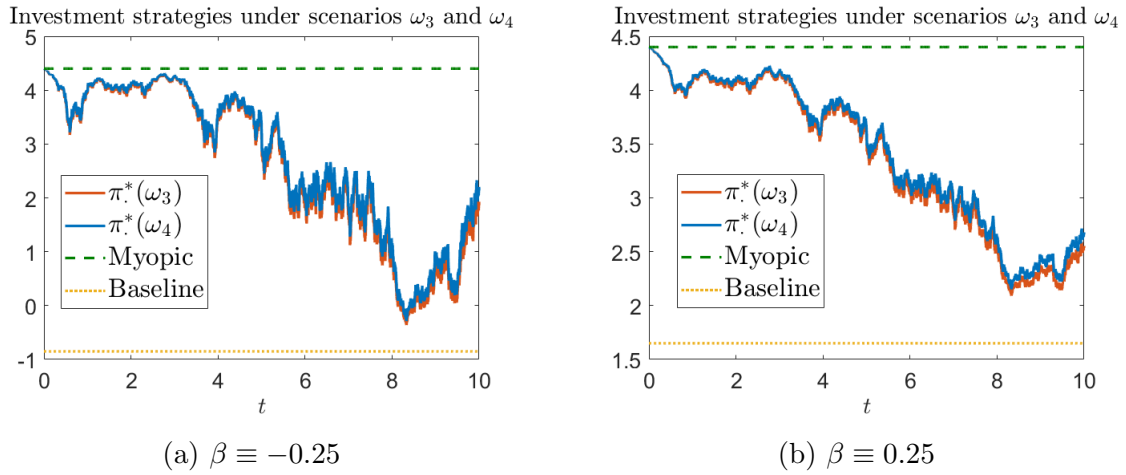 Investment strategies under scenarios ω₃ and ω₄
5
4
3
2
1
0
-1
π.*(ω₃)
π.*(ω₄)
Myopic
Baseline
0 2 4 6 8 10
t
(a) β ≡ −0.25
Investment strategies under scenarios ω₃ and ω₄
4.5
4
3.5
3
2.5
2
1.5
π.*(ω₃)
π.*(ω₄)
Myopic
Baseline
0 2 4 6 8 10
t
(b) β ≡ 0.25